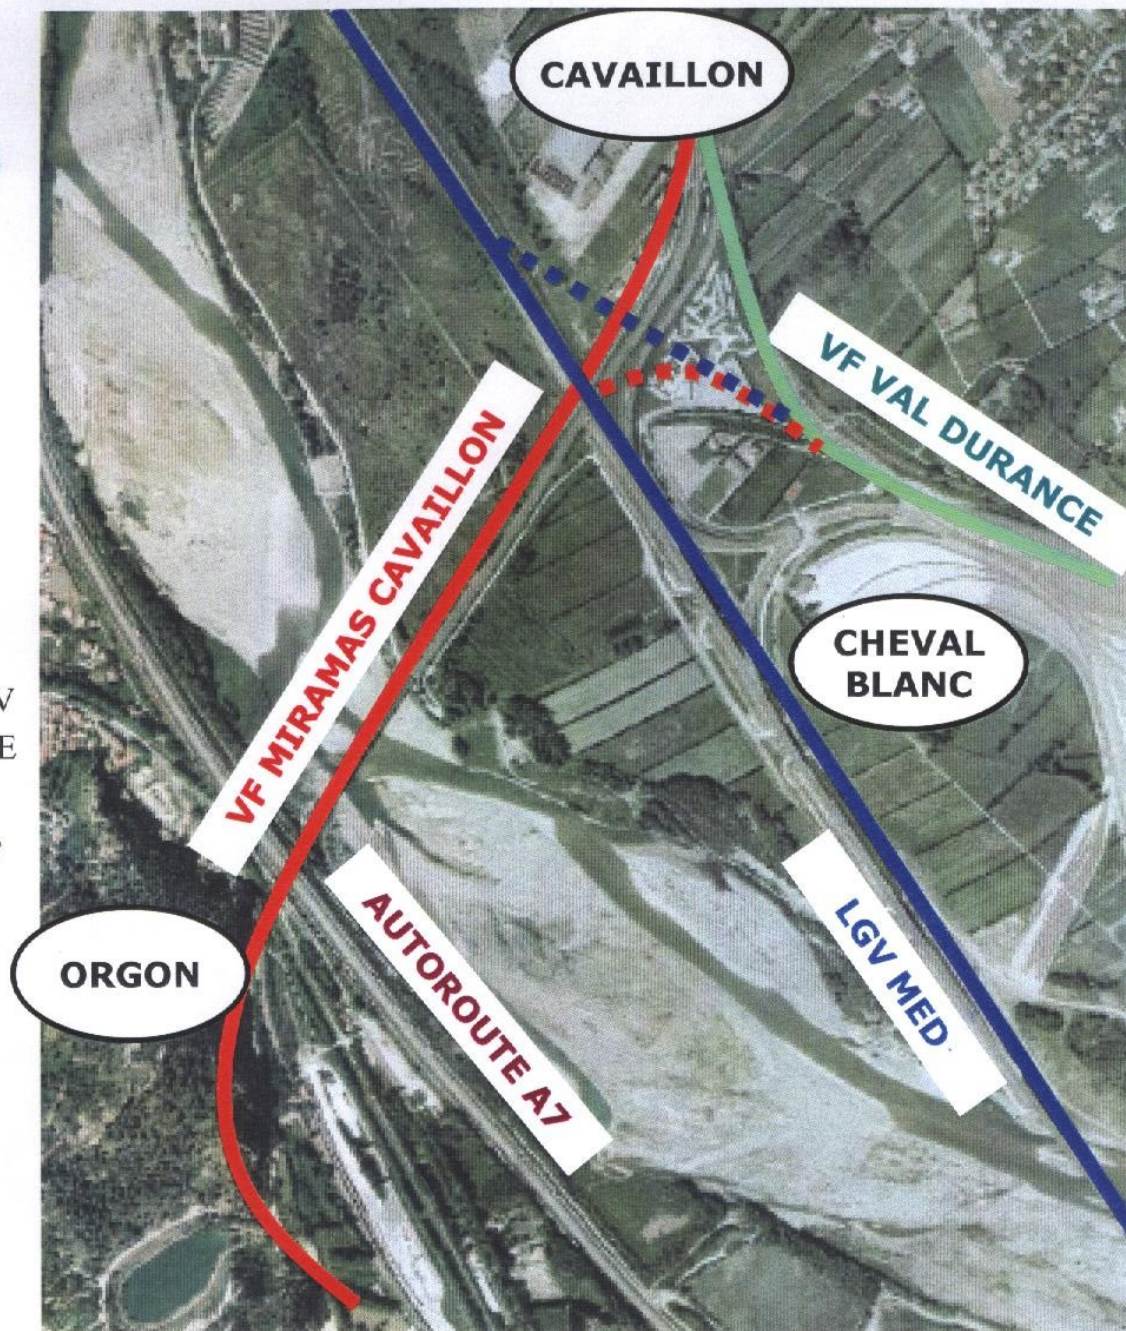 CAVAILLON
VF VAL DURANCE
VF MIRAMAS CAVAILLON
CHEVAL
BLANC
V
E
LGV MED
AUTOROUTE A7
ORGON